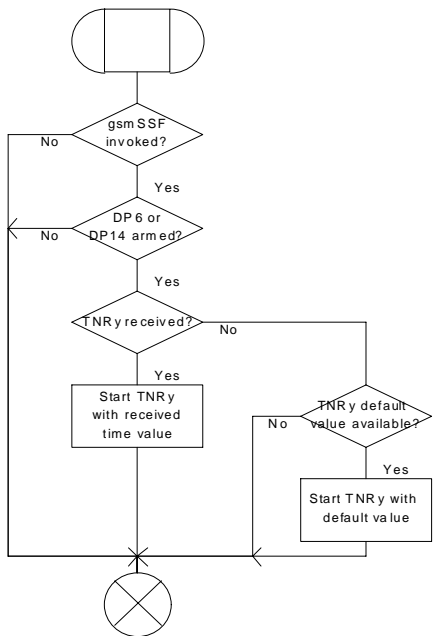 gsmSSF
invoked?
No
Yes
DP6 or
DP14 armed?
No
Yes
TNRy received?
No
Yes
Start TNRy
with received
time value
TNRy default
value available?
No
Yes
Start TNRy with
default value